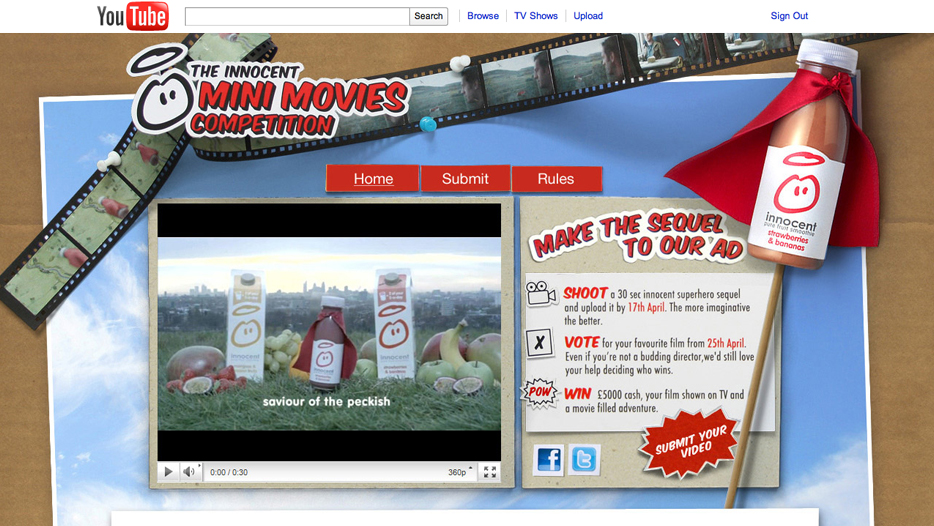 YouTube
Search
Browse
TV Shows
Upload
Sign Out
THE INNOCENT
MINI MOVIES
COMPETITION
Home
Submit
Rules
innocent
pure fruit smoothie
strawberries
& bananas
MAKE THE SEQUEL
TO OUR AD
SHOOT a 30 sec innocent superhero sequel
and upload it by 17th April. The more imaginative
the better.
X
VOTE for your favourite film from 25th April.
Even if you're not a budding director,we'd still love
your help deciding who wins.
POW
WIN £5000 cash, your film shown on TV and
a movie filled adventure.
SUBMIT YOUR
VIDEO
innocent
innocent
innocent
saviour of the peckish
0:00 / 0:30
360p